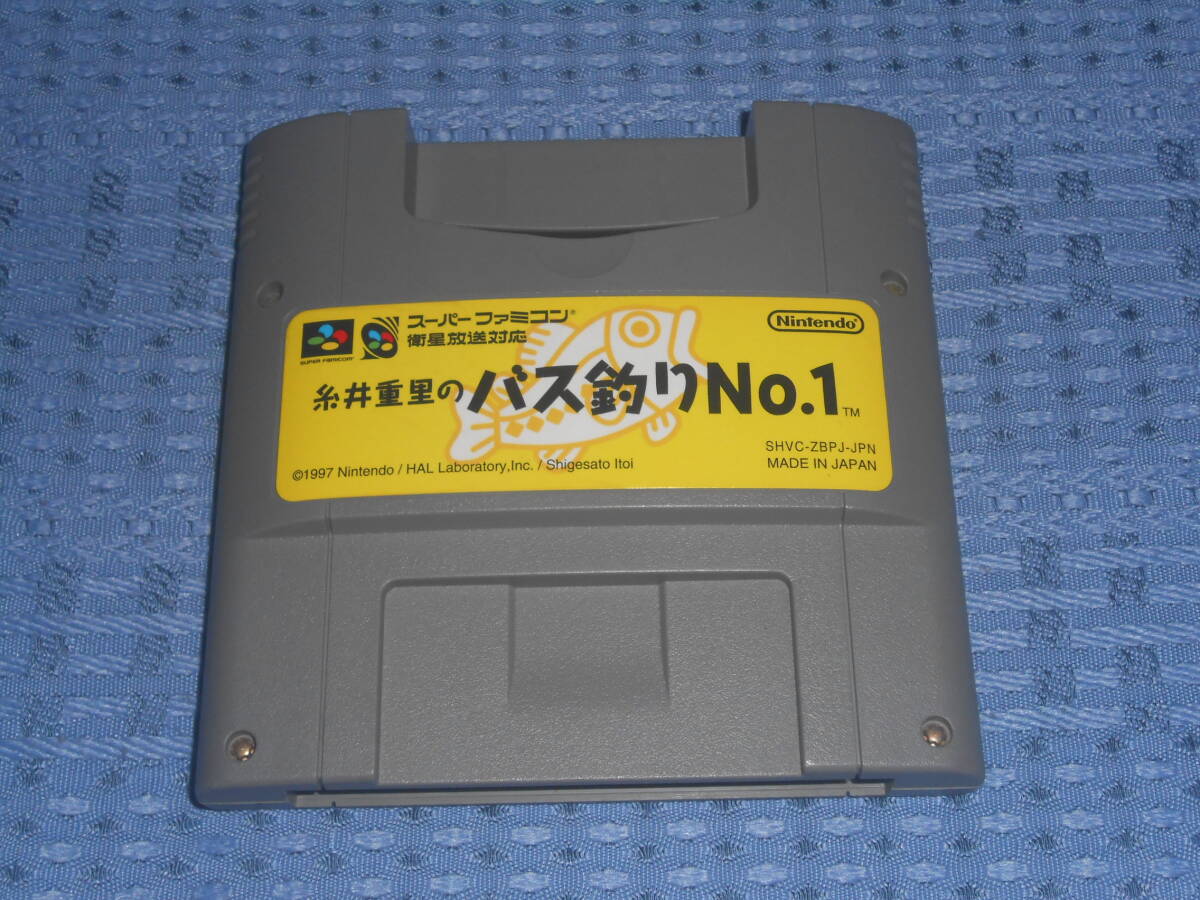 SUPER FAMICOM
スーパーファミコン®
衛星放送対応
Nintendo®
糸井重里のバス釣りNo.1™
SHVC-ZBPJ-JPN
©1997 Nintendo / HAL Laboratory,Inc. / Shigesato Itoi
MADE IN JAPAN